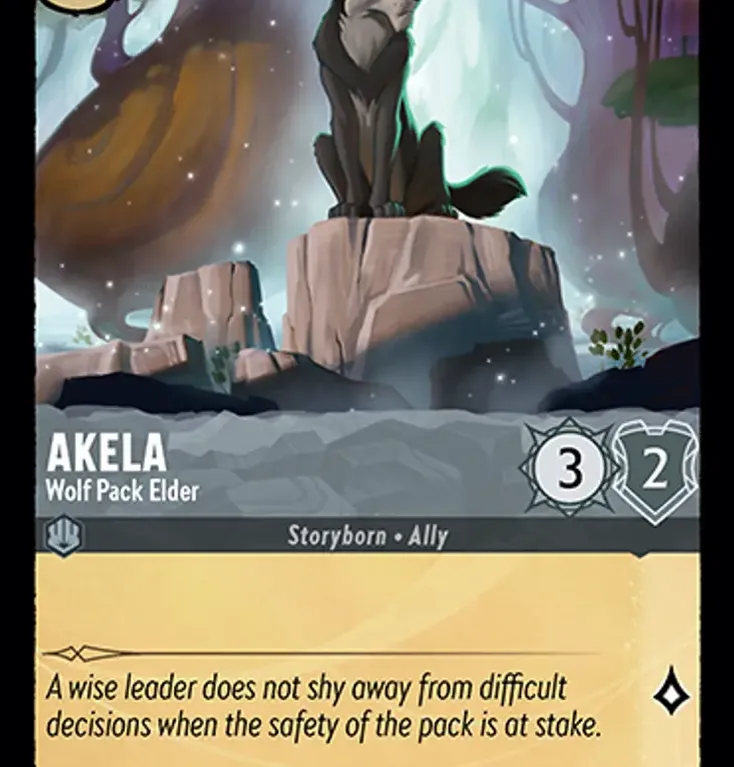 AKELA
Wolf Pack Elder
3
2
Storyborn • Ally
A wise leader does not shy away from difficult
decisions when the safety of the pack is at stake.